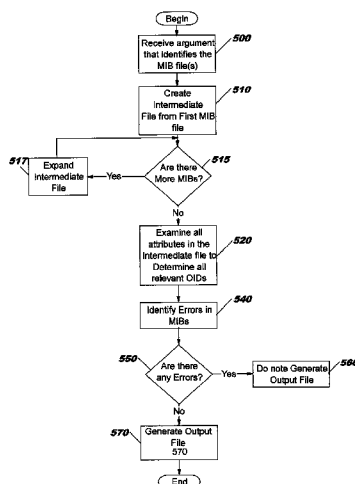 Begin
Receive argument
that identifies the
MIB file(s)
500
Create
Intermediate
File from First MIB
file
510
517
Expand
Intermediate
File
Yes
Are there
More MIBs?
515
No
Examine all
attributes in the
Intermediate file to
Determine all
relevant OIDs
520
Identify Errors in
MIBs
540
550
Are there
any Errors?
Yes
Do note Generate
Output File
560
No
570
Generate Output
File
570
End